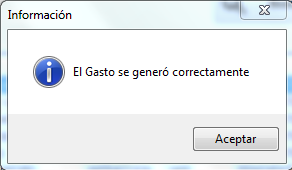 Información
El Gasto se generó correctamente
Aceptar